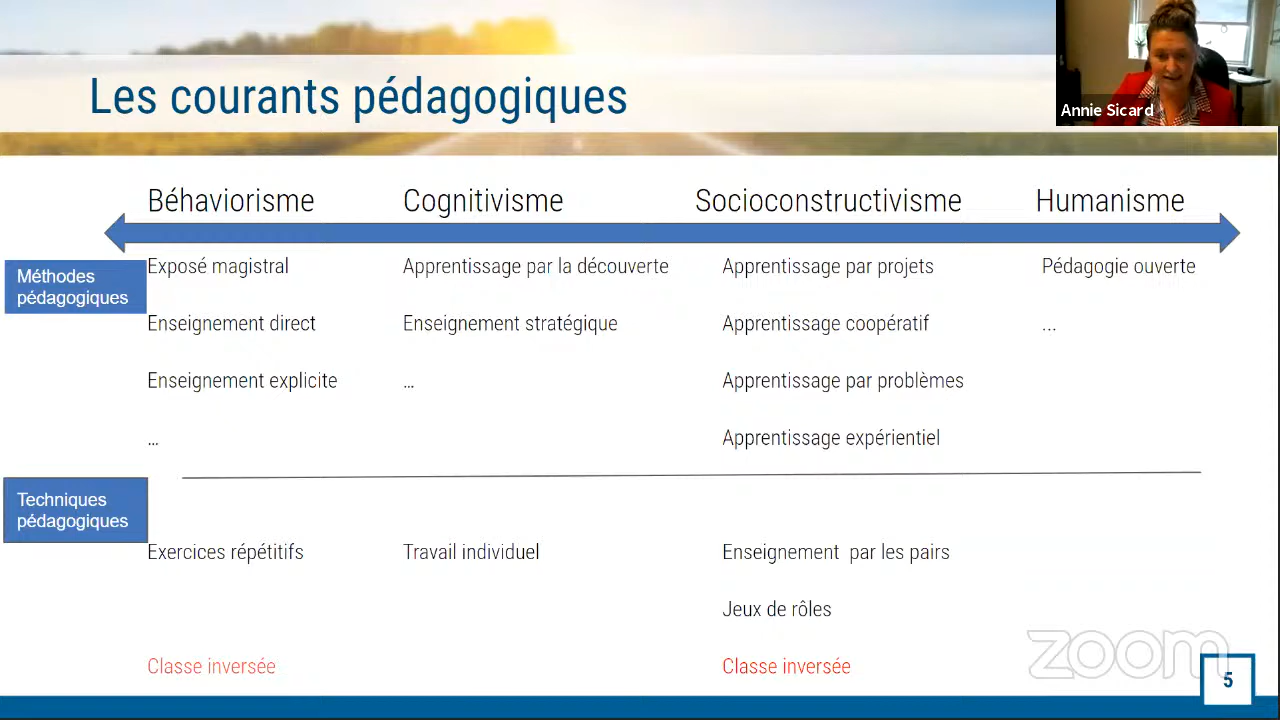 Les courants pédagogiques
Annie Sicard
Béhaviorisme Cognitivisme Socioconstructivisme Humanisme
Méthodes
pédagogiques
Exposé magistral Apprentissage par la découverte Apprentissage par projets Pédagogie ouverte
Enseignement direct Enseignement stratégique Apprentissage coopératif ...
Enseignement explicite ... Apprentissage par problèmes
... Apprentissage expérientiel
Techniques
pédagogiques
Exercices répétitifs Travail individuel Enseignement par les pairs
Jeux de rôles
Classe inversée Classe inversée
zoom
5